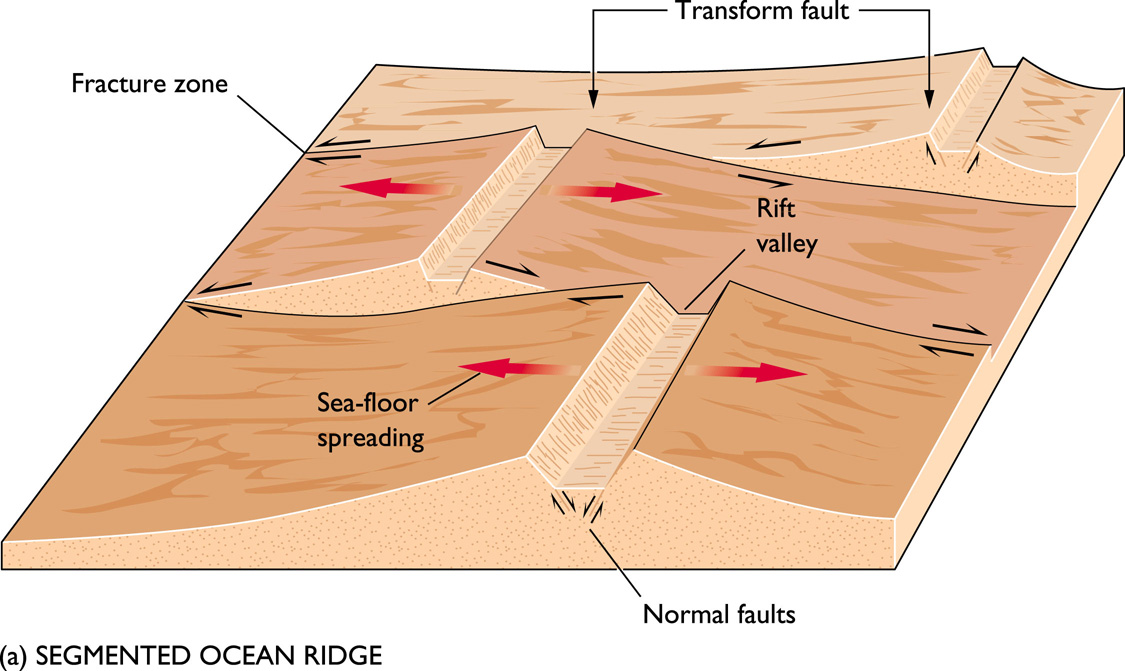 Transform fault
Fracture zone
Rift
valley
Sea-floor
spreading
Normal faults
(a) SEGMENTED OCEAN RIDGE